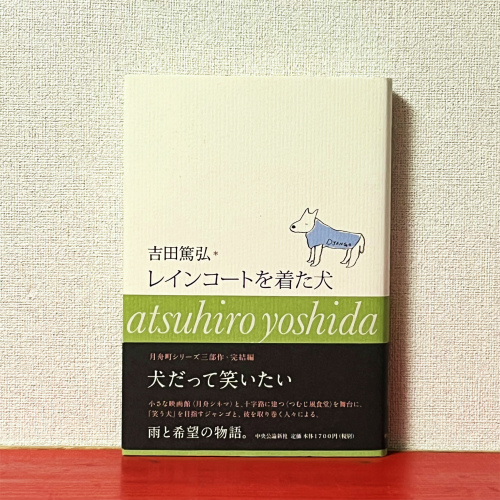 DJANGO
吉田篤弘*
レインコートを着た犬
atsuhiro yoshida
月舟町シリーズ三部作・完結編
犬だって笑いたい
小さな映画館〈月舟シネマ〉と、十字路に建つ〈つむじ風食堂〉を舞台に、
「笑う犬」を目指すジャンゴと、彼を取り巻く人々による、
雨と希望の物語。
中央公論新社 定価 本体1700円(税別)